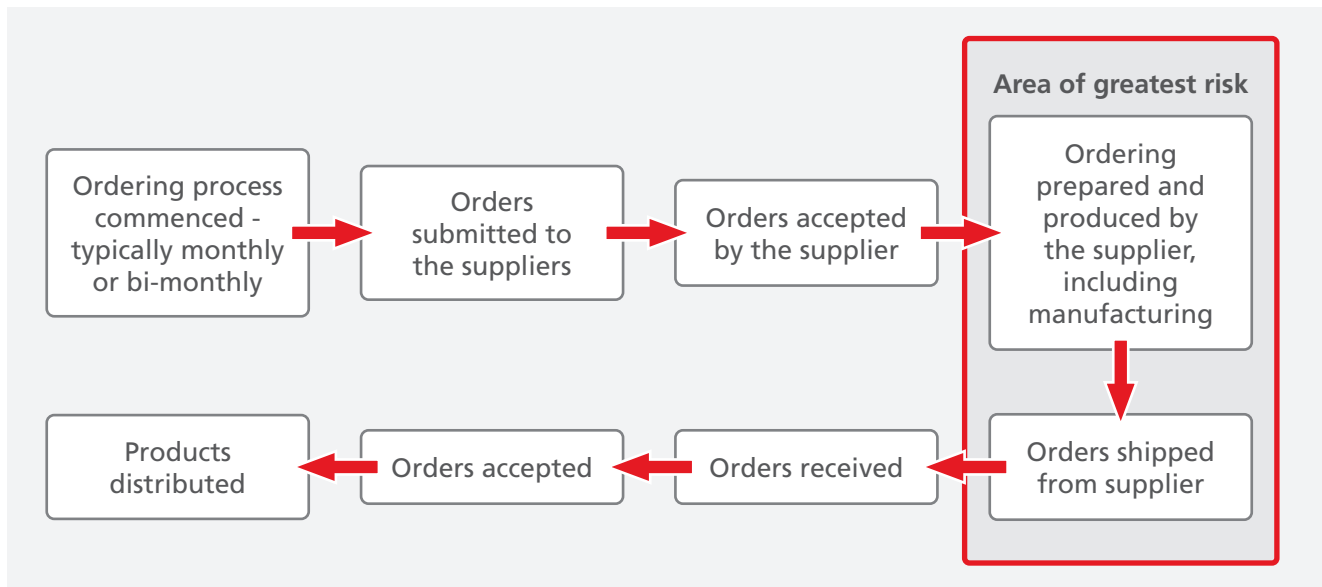 Ordering process
commenced -
typically monthly
or bi-monthly
Orders
submitted to
the suppliers
Orders accepted
by the supplier
Area of greatest risk
Ordering
prepared and
produced by
the supplier,
including
manufacturing
Orders shipped
from supplier
Orders received
Orders accepted
Products
distributed